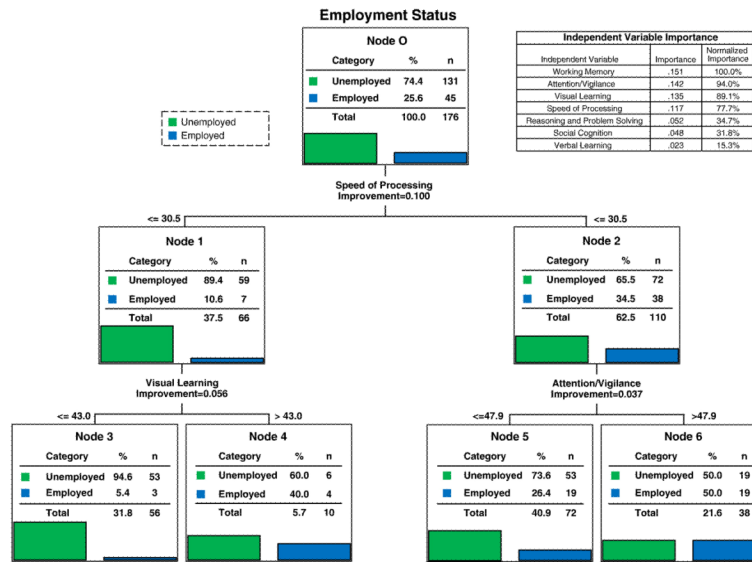 Employment Status
Node O
Category % n
Unemployed 74.4 131
Employed 25.6 45
Total 100.0 176
Unemployed
Employed
Independent Variable Importance
Independent Variable Importance Normalized Importance
Working Memory .151 100.0%
Attention/Vigilance .142 94.0%
Visual Learning .135 89.1%
Speed of Processing .117 77.7%
Reasoning and Problem Solving .052 34.7%
Social Cognition .048 31.8%
Verbal Learning .023 15.3%
Speed of Processing
Improvement=0.100
<= 30.5
<= 30.5
Node 1
Category % n
Unemployed 89.4 59
Employed 10.6 7
Total 37.5 66
Node 2
Category % n
Unemployed 65.5 72
Employed 34.5 38
Total 62.5 110
Visual Learning
Improvement=0.056
<= 43.0
> 43.0
Attention/Vigilance
Improvement=0.037
<=47.9
>47.9
Node 3
Category % n
Unemployed 94.6 53
Employed 5.4 3
Total 31.8 56
Node 4
Category % n
Unemployed 60.0 6
Employed 40.0 4
Total 5.7 10
Node 5
Category % n
Unemployed 73.6 53
Employed 26.4 19
Total 40.9 72
Node 6
Category % n
Unemployed 50.0 19
Employed 50.0 19
Total 21.6 38